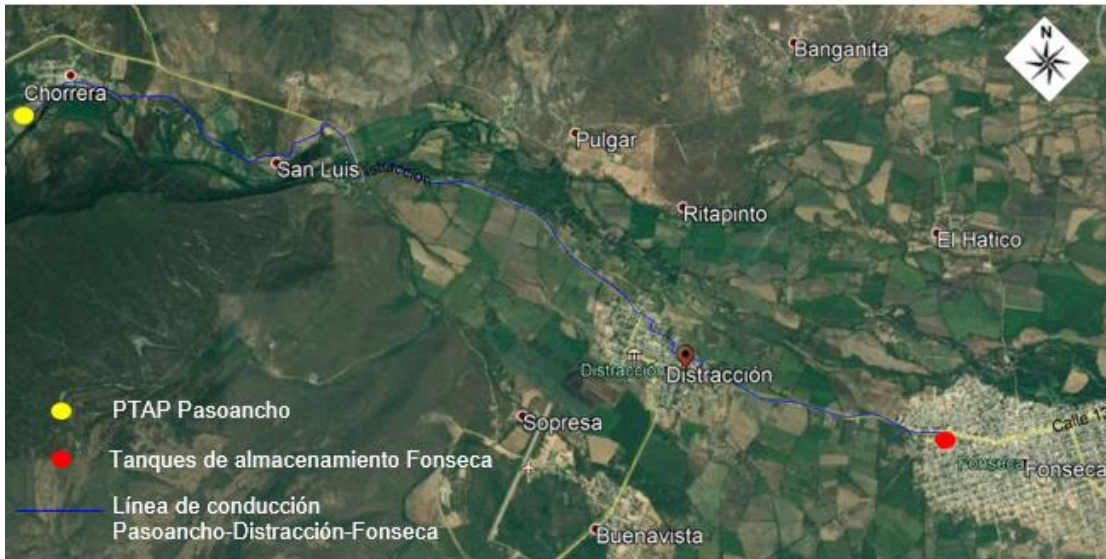 N
Banganita
Chorrera
Pulgar
San Luis
Distracción
Ritapinto
El Hatico
Distracción
Distracción
Sopresa
Calle 13
Fonseca
Fonseca
Buenavista
PTAP Pasoancho
Tanques de almacenamiento Fonseca
Línea de conducción
Pasoancho-Distracción-Fonseca